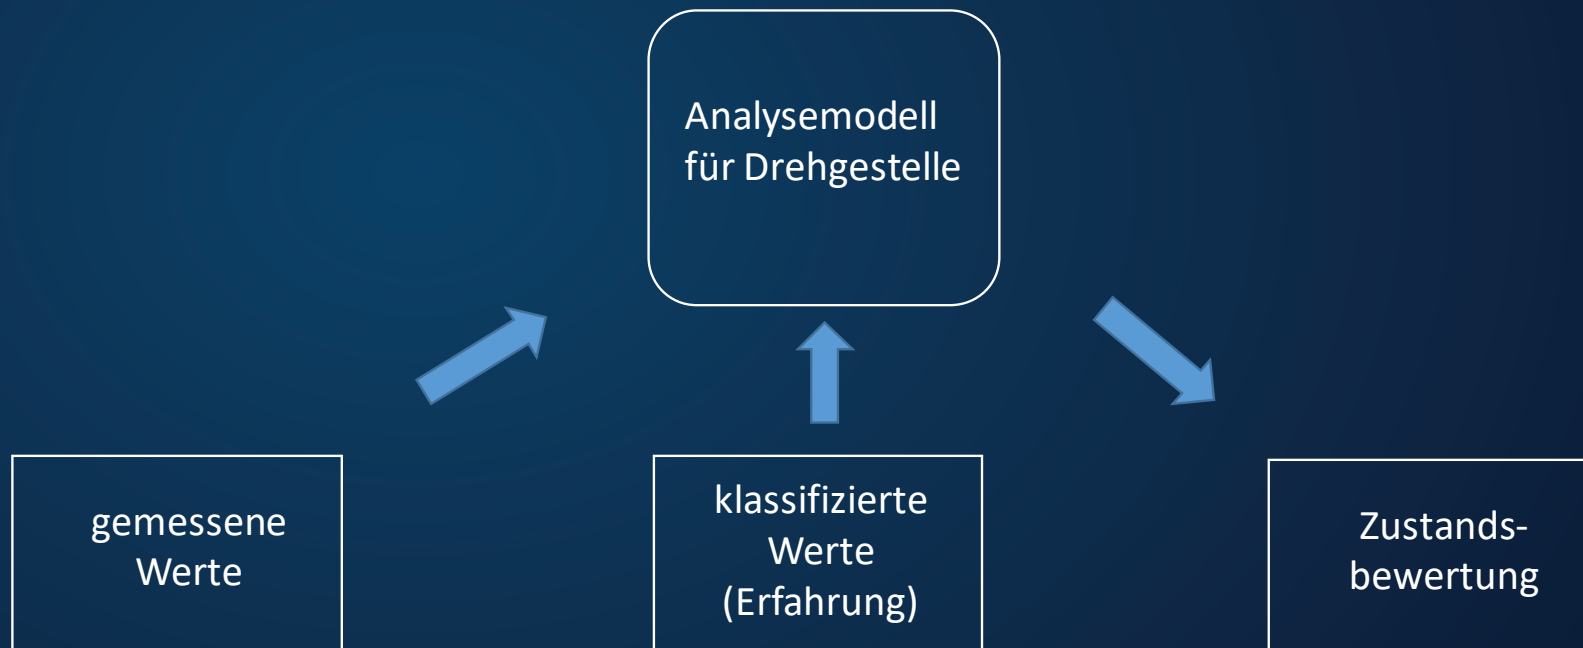 Analysemodell
für Drehgestelle
gemessene
Werte
klassifizierte
Werte
(Erfahrung)
Zustands-
bewertung